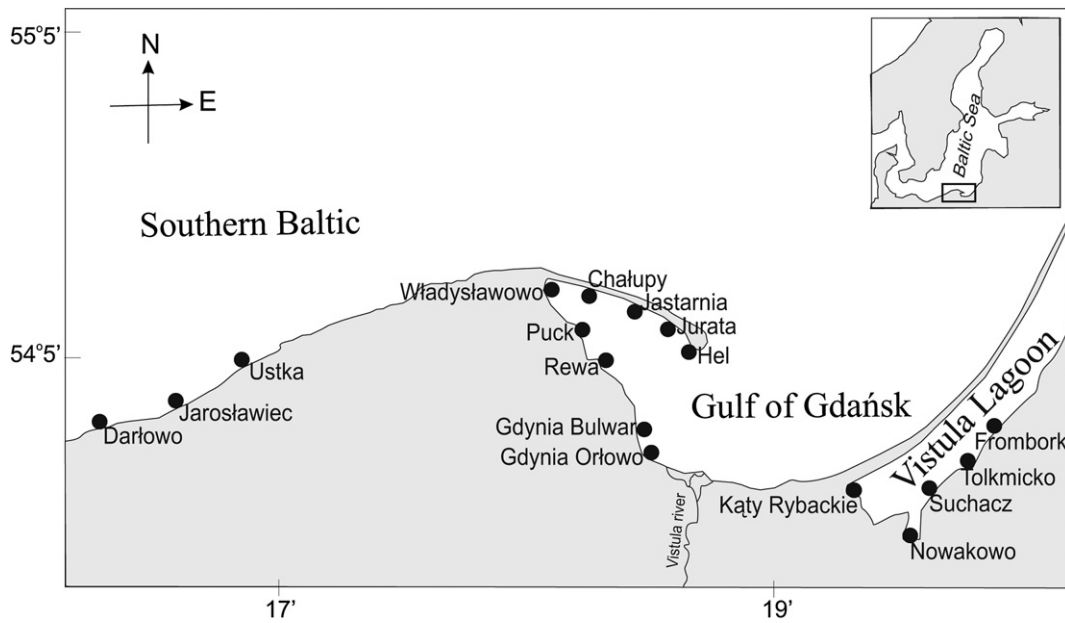 55°5'
N
E
Baltic Sea
Southern Baltic
Władysławowo
Chałupy
Jastarnia
Puck
Jurata
54°5'
Hel
Rewa
Ustka
Jarosławiec
Darłowo
Gulf of Gdańsk
Vistula Lagoon
Gdynia Bulwar
Gdynia Orłowo
Frombork
Tolkmicko
Kąty Rybackie
Suchacz
Vistula river
Nowakowo
17'
19'